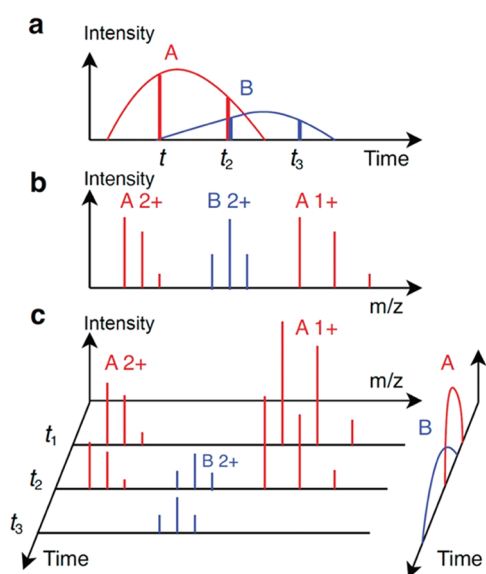 a
Intensity
A
B
t t2 t3 Time
b
Intensity
A 2+ B 2+ A 1+
m/z
c
Intensity
A 1+
A 2+
m/z
A
B
t1
B 2+
t2
t3
Time
Time